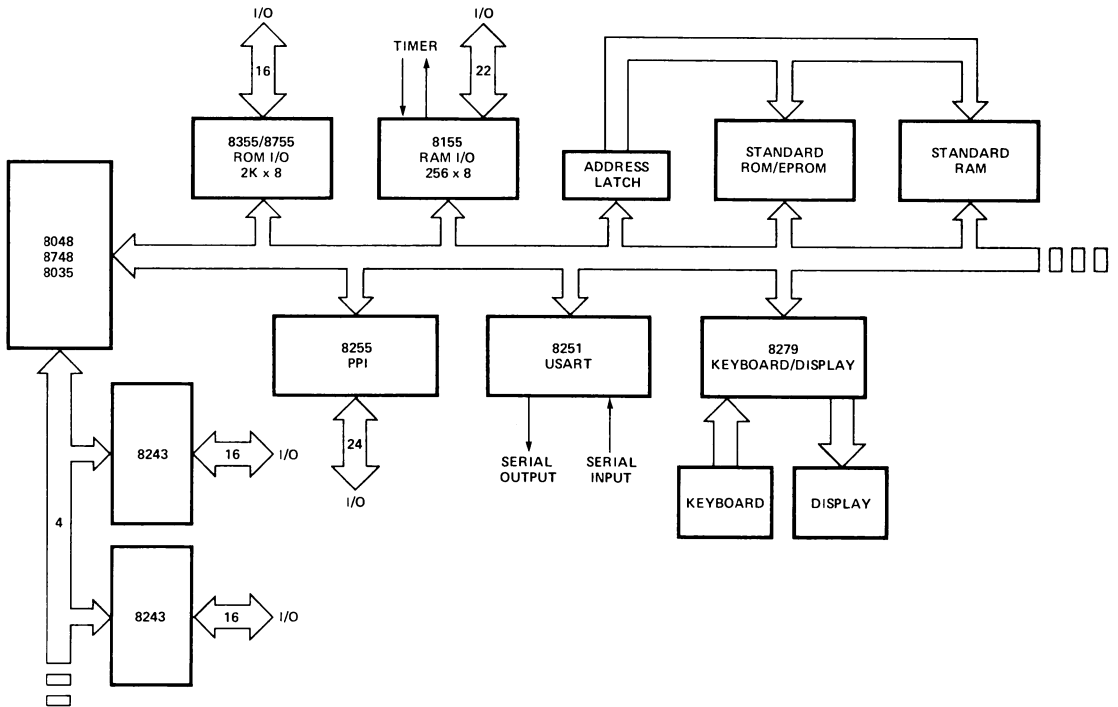 I/O
I/O
TIMER
16
22
8355/8755
ROM I/O
2K x 8
8155
RAM I/O
256 x 8
ADDRESS
LATCH
STANDARD
ROM/EPROM
STANDARD
RAM
8048
8748
8035
8255
PPI
8251
USART
8279
KEYBOARD/DISPLAY
24
I/O
SERIAL
OUTPUT
SERIAL
INPUT
KEYBOARD
DISPLAY
8243
16
I/O
4
8243
16
I/O